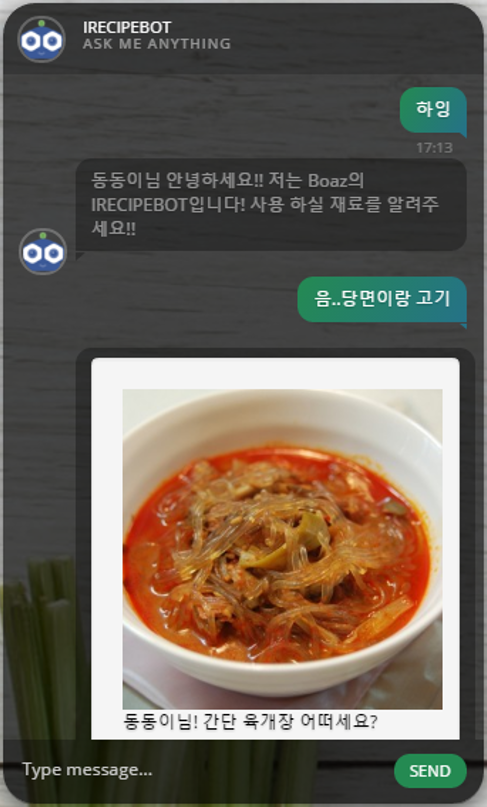 IRECIPEBOT
ASK ME ANYTHING
하잉
17:13
동동이님 안녕하세요!! 저는 Boaz의
IRECIPEBOT입니다! 사용 하실 재료를 알려주
세요!!
음..당면이랑 고기
동동이님! 간단 육개장 어떠세요?
Type message...
SEND